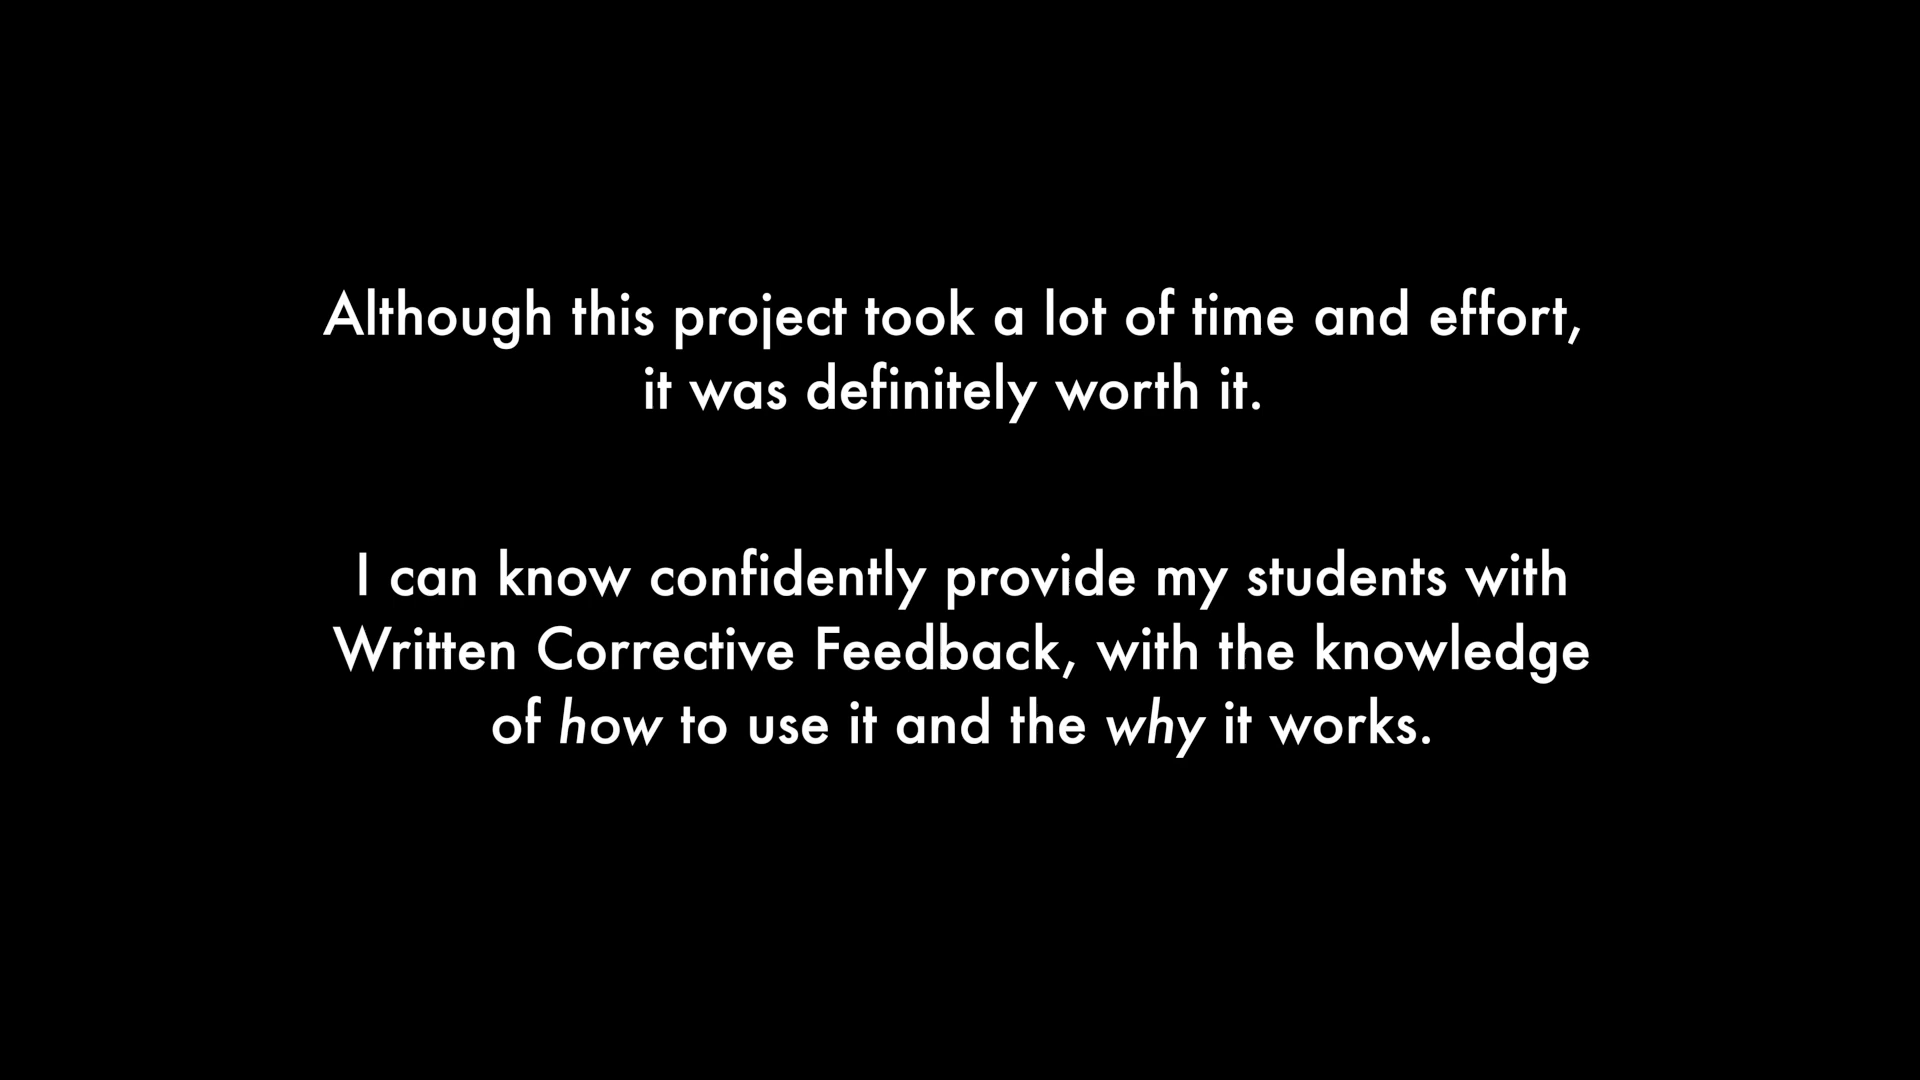 Although this project took a lot of time and effort,
it was definitely worth it.
I can know confidently provide my students with
Written Corrective Feedback, with the knowledge
of how to use it and the why it works.